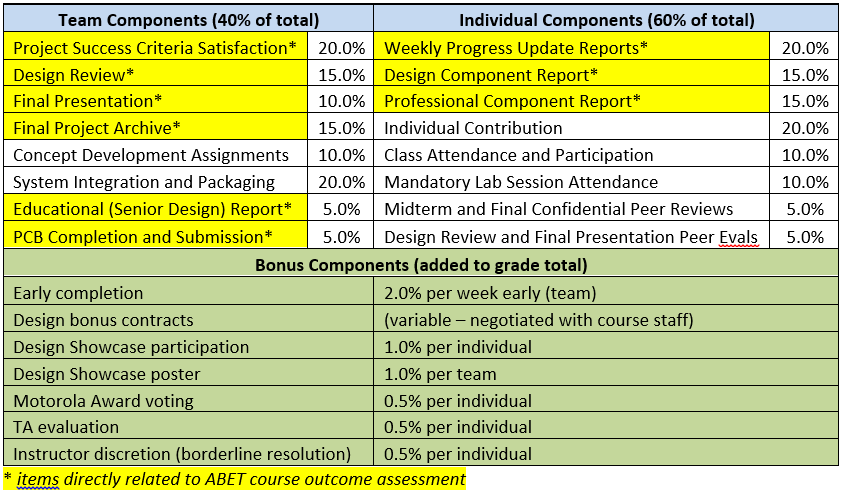 Team Components (40% of total) Individual Components (60% of total)
Project Success Criteria Satisfaction* 20.0% Weekly Progress Update Reports* 20.0%
Design Review* 15.0% Design Component Report* 15.0%
Final Presentation* 10.0% Professional Component Report* 15.0%
Final Project Archive* 15.0% Individual Contribution 20.0%
Concept Development Assignments 10.0% Class Attendance and Participation 10.0%
System Integration and Packaging 20.0% Mandatory Lab Session Attendance 10.0%
Educational (Senior Design) Report* 5.0% Midterm and Final Confidential Peer Reviews 5.0%
PCB Completion and Submission* 5.0% Design Review and Final Presentation Peer Evals 5.0%
Bonus Components (added to grade total)
Early completion 2.0% per week early (team)
Design bonus contracts (variable – negotiated with course staff)
Design Showcase participation 1.0% per individual
Design Showcase poster 1.0% per team
Motorola Award voting 0.5% per individual
TA evaluation 0.5% per individual
Instructor discretion (borderline resolution) 0.5% per individual
* items directly related to ABET course outcome assessment